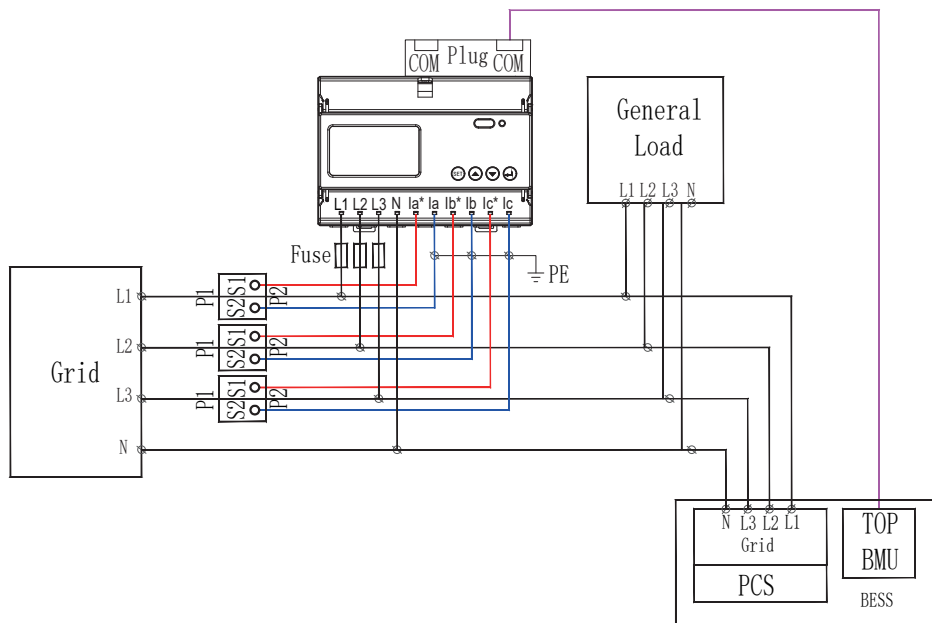 Plug
COM COM
General
Load
L1 L2 L3 N
SET
L1 L2 L3 N Ia* Ia Ib* Ib Ic* Ic
Fuse
PE
Grid
L1
L2
L3
N
P1 S1 S2 P2
P1 S1 S2 P2
P1 S1 S2 P2
N L3 L2 L1
Grid
PCS
TOP
BMU
BESS